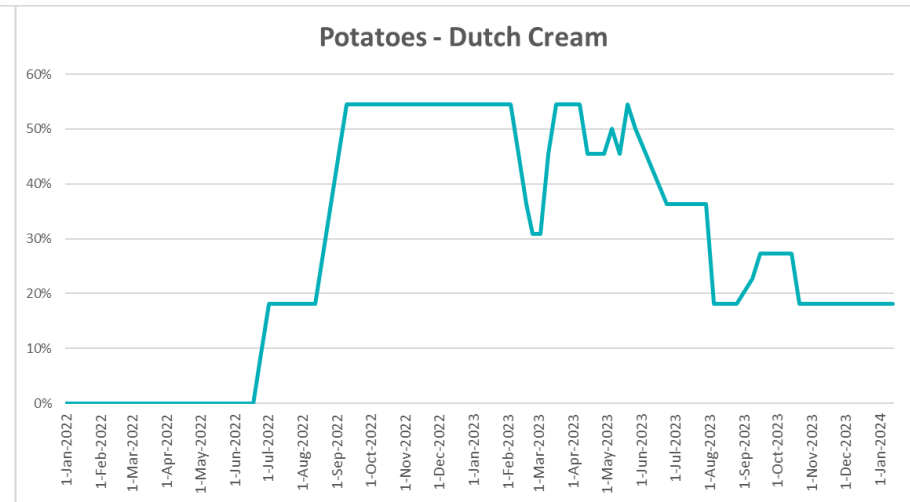 Potatoes - Dutch Cream
60%
50%
40%
30%
20%
10%
0%
1-Jan-2022
1-Feb-2022
1-Mar-2022
1-Apr-2022
1-May-2022
1-Jun-2022
1-Jul-2022
1-Aug-2022
1-Sep-2022
1-Oct-2022
1-Nov-2022
1-Dec-2022
1-Jan-2023
1-Feb-2023
1-Mar-2023
1-Apr-2023
1-May-2023
1-Jun-2023
1-Jul-2023
1-Aug-2023
1-Sep-2023
1-Oct-2023
1-Nov-2023
1-Dec-2023
1-Jan-2024